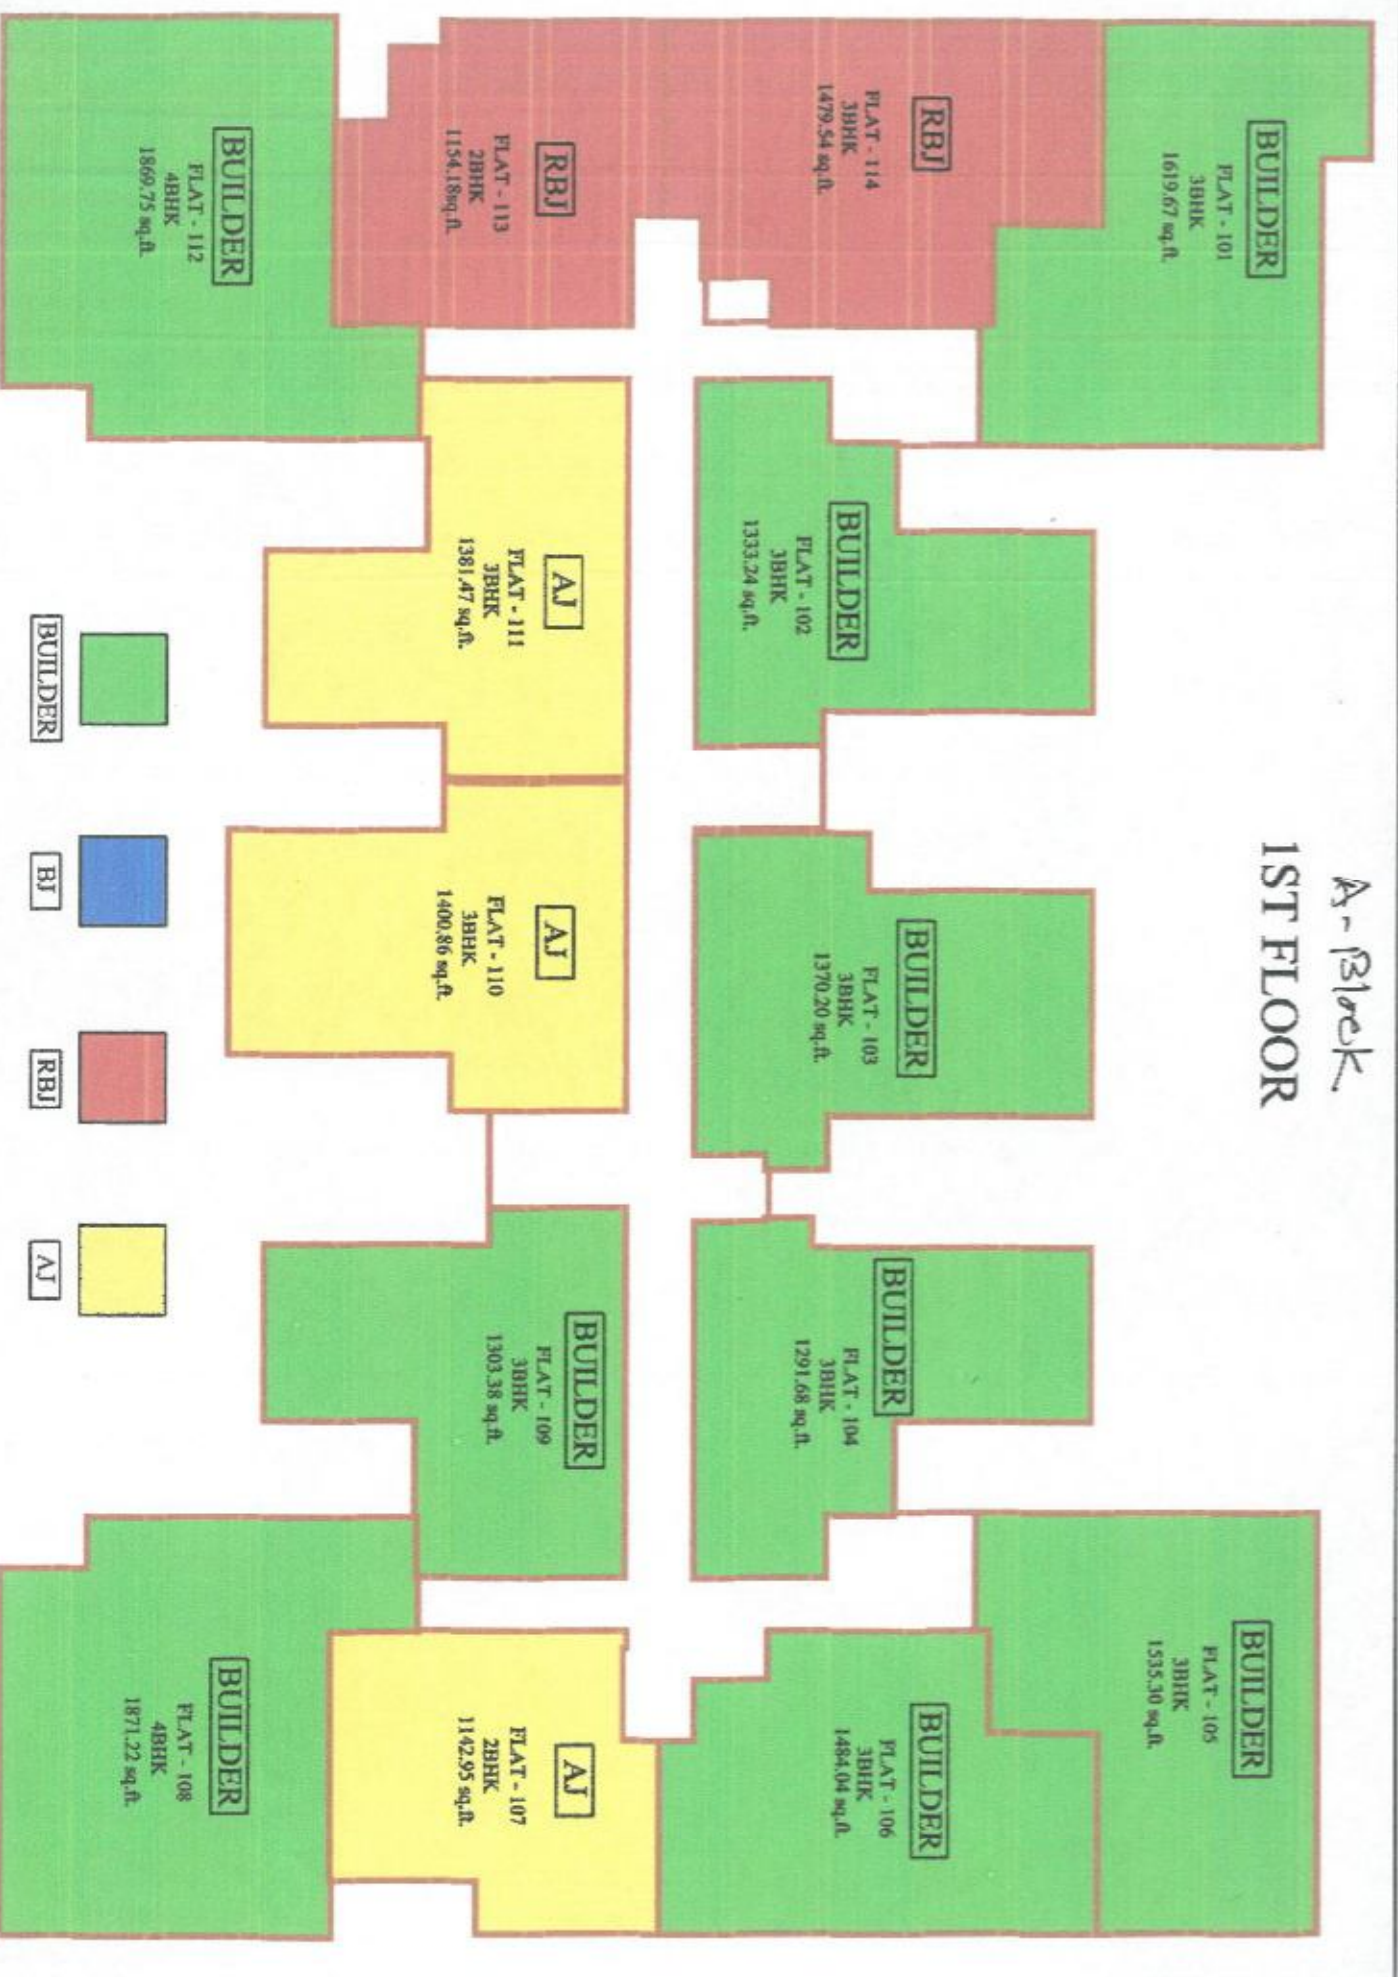 A-Block
1ST FLOOR
BUILDER
FLAT - 101
3BHK
1619.67 sq.ft.
BUILDER
FLAT - 102
3BHK
1333.24 sq.ft.
BUILDER
FLAT - 103
3BHK
1370.20 sq.ft.
BUILDER
FLAT - 104
3BHK
1291.68 sq.ft.
BUILDER
FLAT - 105
3BHK
1535.30 sq.ft.
BUILDER
FLAT - 106
3BHK
1484.04 sq.ft.
AJ
FLAT - 107
2BHK
1142.95 sq.ft.
BUILDER
FLAT - 108
4BHK
1871.22 sq.ft.
BUILDER
FLAT - 109
3BHK
1303.38 sq.ft.
AJ
FLAT - 110
3BHK
1400.86 sq.ft.
AJ
FLAT - 111
3BHK
1381.47 sq.ft.
BUILDER
FLAT - 112
4BHK
1869.75 sq.ft.
RBJ
FLAT - 113
2BHK
1154.18sq.ft.
RBJ
FLAT - 114
3BHK
1479.54 sq.ft.
BUILDER
BJ
RBJ
AJ